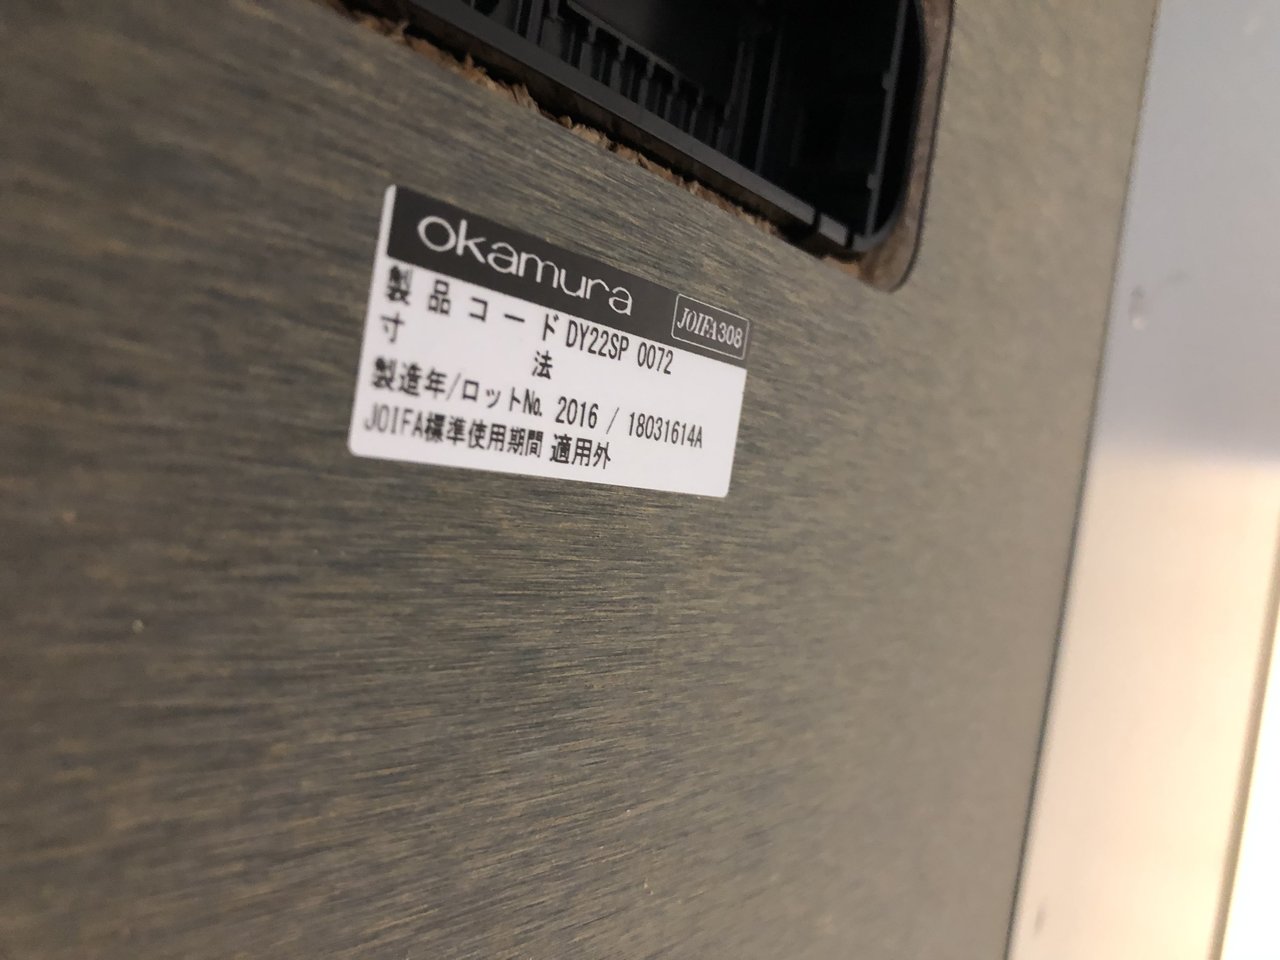 okamura JOIFA308
製品コード DY22SP 0072
寸法
製造年/ロット№ 2016 / 18031614A
JOIFA標準使用期間 適用外